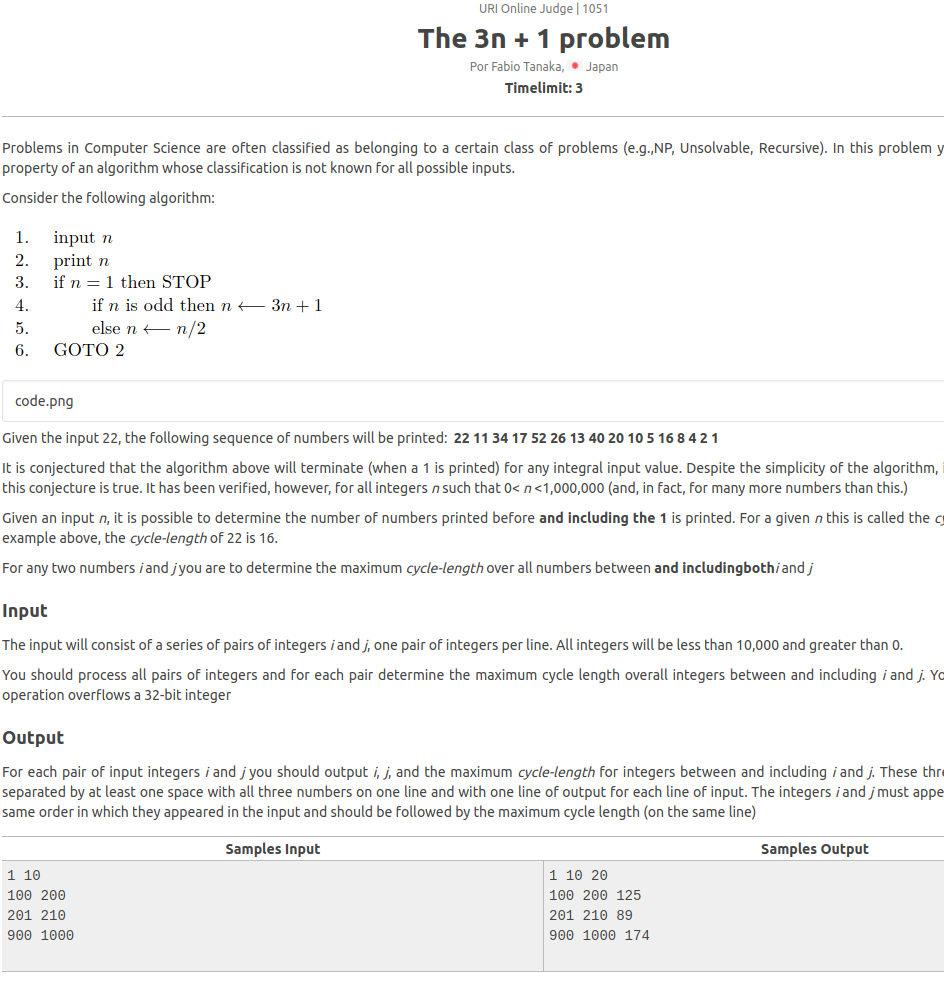 URI Online Judge | 1051
The 3n + 1 problem
Por Fabio Tanaka, Japan
Timelimit: 3
Problems in Computer Science are often classified as belonging to a certain class of problems (e.g.,NP, Unsolvable, Recursive). In this problem y
property of an algorithm whose classification is not known for all possible inputs.
Consider the following algorithm:
1. input n
2. print n
3. if n = 1 then STOP
4. if n is odd then n ⟵ 3n + 1
5. else n ⟵ n/2
6. GOTO 2
code.png
Given the input 22, the following sequence of numbers will be printed: 22 11 34 17 52 26 13 40 20 10 5 16 8 4 2 1
It is conjectured that the algorithm above will terminate (when a 1 is printed) for any integral input value. Despite the simplicity of the algorithm,
this conjecture is true. It has been verified, however, for all integers n such that 0< n <1,000,000 (and, in fact, for many more numbers than this.)
Given an input n, it is possible to determine the number of numbers printed before and including the 1 is printed. For a given n this is called the cy
example above, the cycle-length of 22 is 16.
For any two numbers i and j you are to determine the maximum cycle-length over all numbers between and includingboth i and j
Input
The input will consist of a series of pairs of integers i and j, one pair of integers per line. All integers will be less than 10,000 and greater than 0.
You should process all pairs of integers and for each pair determine the maximum cycle length overall integers between and including i and j. Yo
operation overflows a 32-bit integer
Output
For each pair of input integers i and j you should output i, j, and the maximum cycle-length for integers between and including i and j. These thre
separated by at least one space with all three numbers on one line and with one line of output for each line of input. The integers i and j must appe
same order in which they appeared in the input and should be followed by the maximum cycle length (on the same line)
Samples Input Samples Output
1 10 1 10 20
100 200 100 200 125
201 210 201 210 89
900 1000 900 1000 174